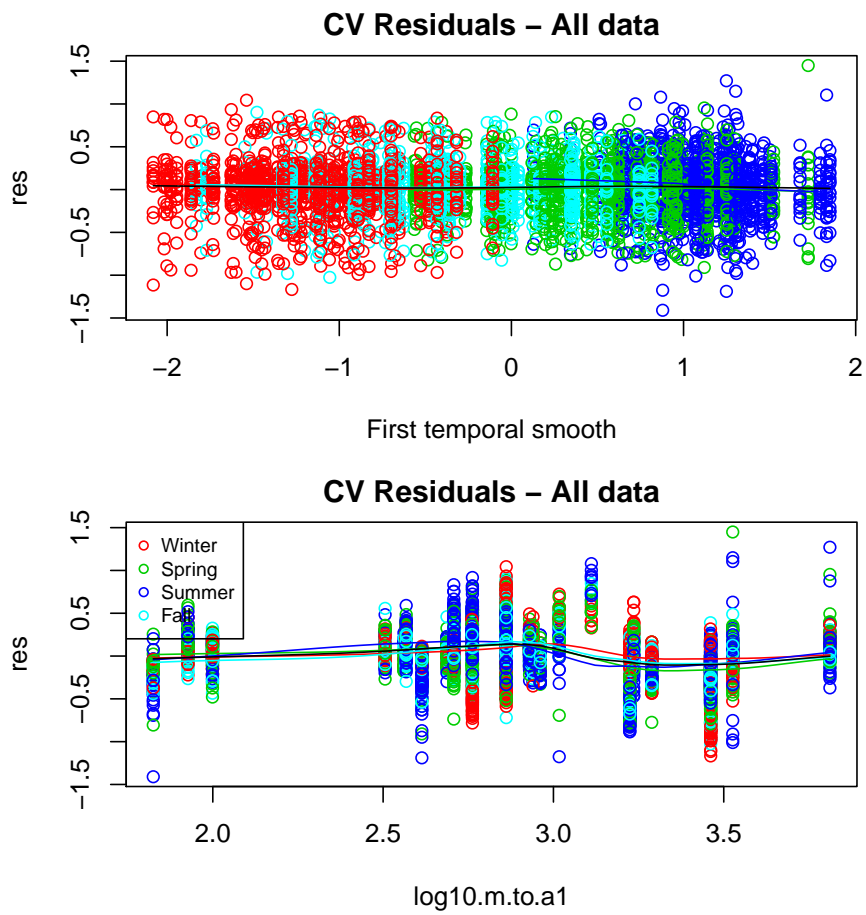 CV Residuals – All data
res
1.5
0.5
−0.5
−1.5
−2
−1
0
1
2
First temporal smooth
CV Residuals – All data
res
1.5
0.5
−0.5
−1.5
Winter
Spring
Summer
Fall
2.0
2.5
3.0
3.5
log10.m.to.a1